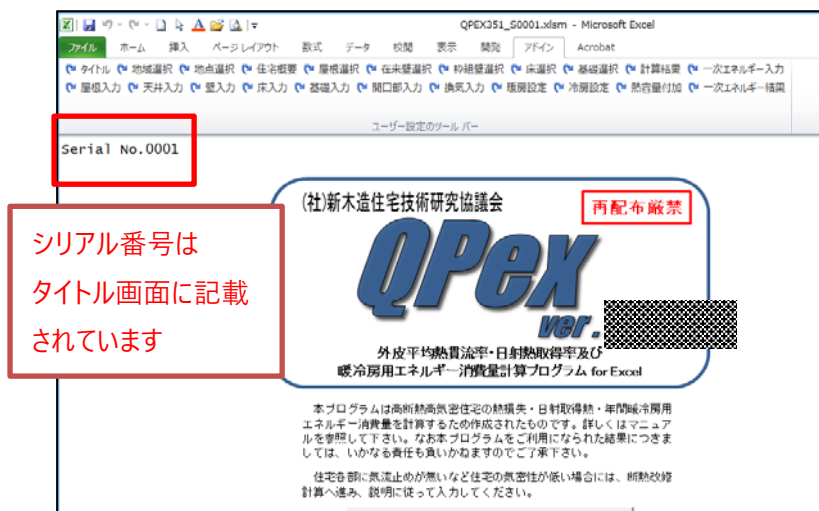 QPEX351_S0001.xlsm - Microsoft Excel
ファイル ホーム 挿入 ページ レイアウト 数式 データ 校閲 表示 開発 アドイン Acrobat
タイトル 地域選択 地点選択 住宅概要 屋根選択 在来壁選択 枠組壁選択 床選択 基礎選択 計算結果 一次エネルギー入力
屋根入力 天井入力 壁入力 床入力 基礎入力 開口部入力 換気入力 暖房設定 冷房設定 熱容量付加 一次エネルギー結果
ユーザー設定のツール バー
Serial No.0001
シリアル番号は
タイトル画面に記載
されています
(社)新木造住宅技術研究協議会
再配布厳禁
QPeX
ver.
外皮平均熱貫流率・日射熱取得率及び
暖冷房用エネルギー消費量計算プログラム for Excel
本プログラムは高断熱高気密住宅の熱損失・日射取得熱・年間暖冷房用
エネルギー消費量を計算するため作成されたものです。詳しくはマニュア
ルを参照して下さい。なお本プログラムをご利用になられた結果につきま
しては、いかなる責任も負いかねますのでご了承下さい。
住宅各部に気流止めが無いなど住宅の気密性が低い場合には、断熱改修
計算へ進み、説明に従って入力してください。